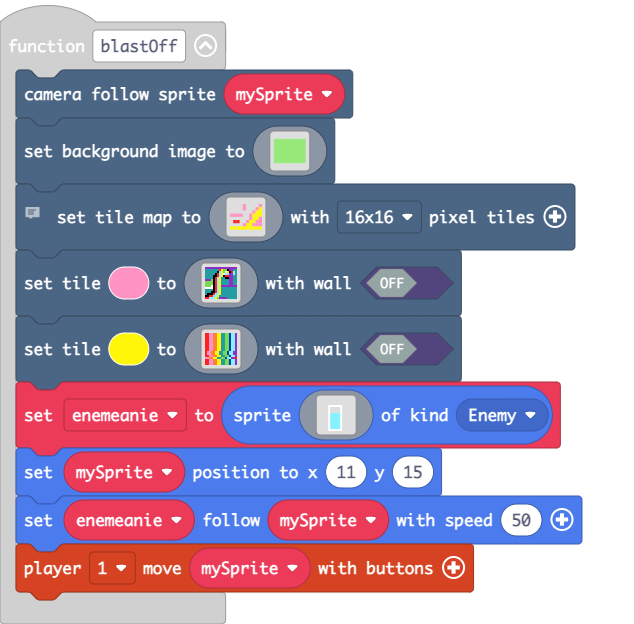 function blastOff
camera follow sprite mySprite
set background image to
set tile map to with 16x16 pixel tiles
set tile to with wall OFF
set tile to with wall OFF
set enemeanie to sprite of kind Enemy
set mySprite position to x 11 y 15
set enemeanie follow mySprite with speed 50
player 1 move mySprite with buttons